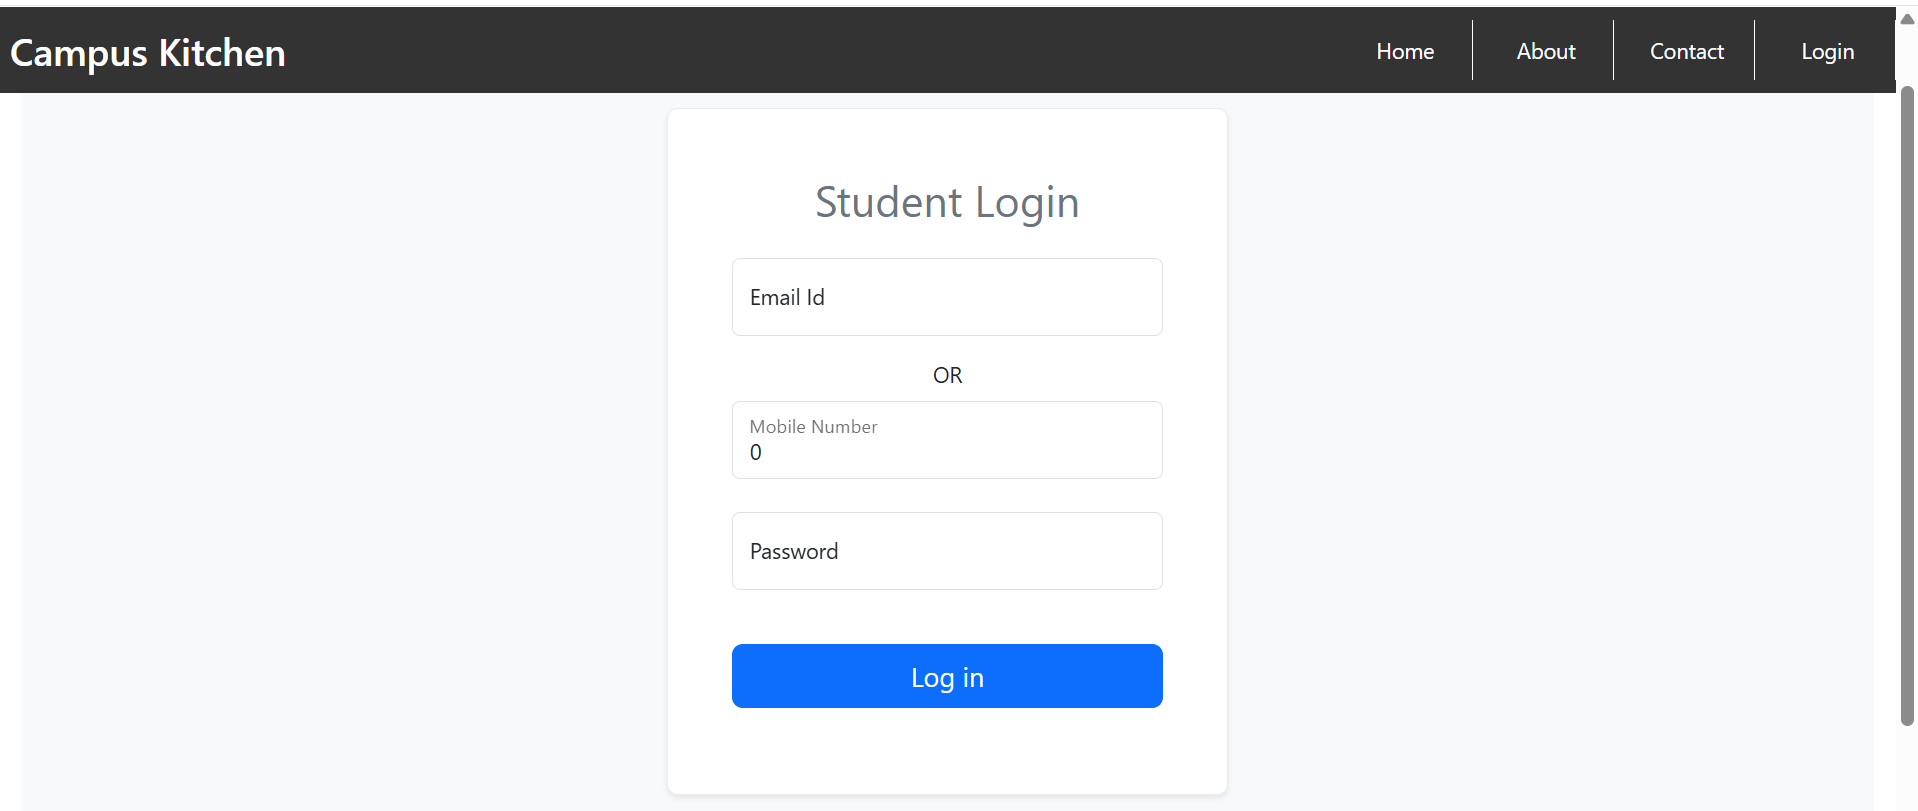 Campus Kitchen
Home About Contact Login
Student Login
Email Id
OR
Mobile Number
0
Password
Log in